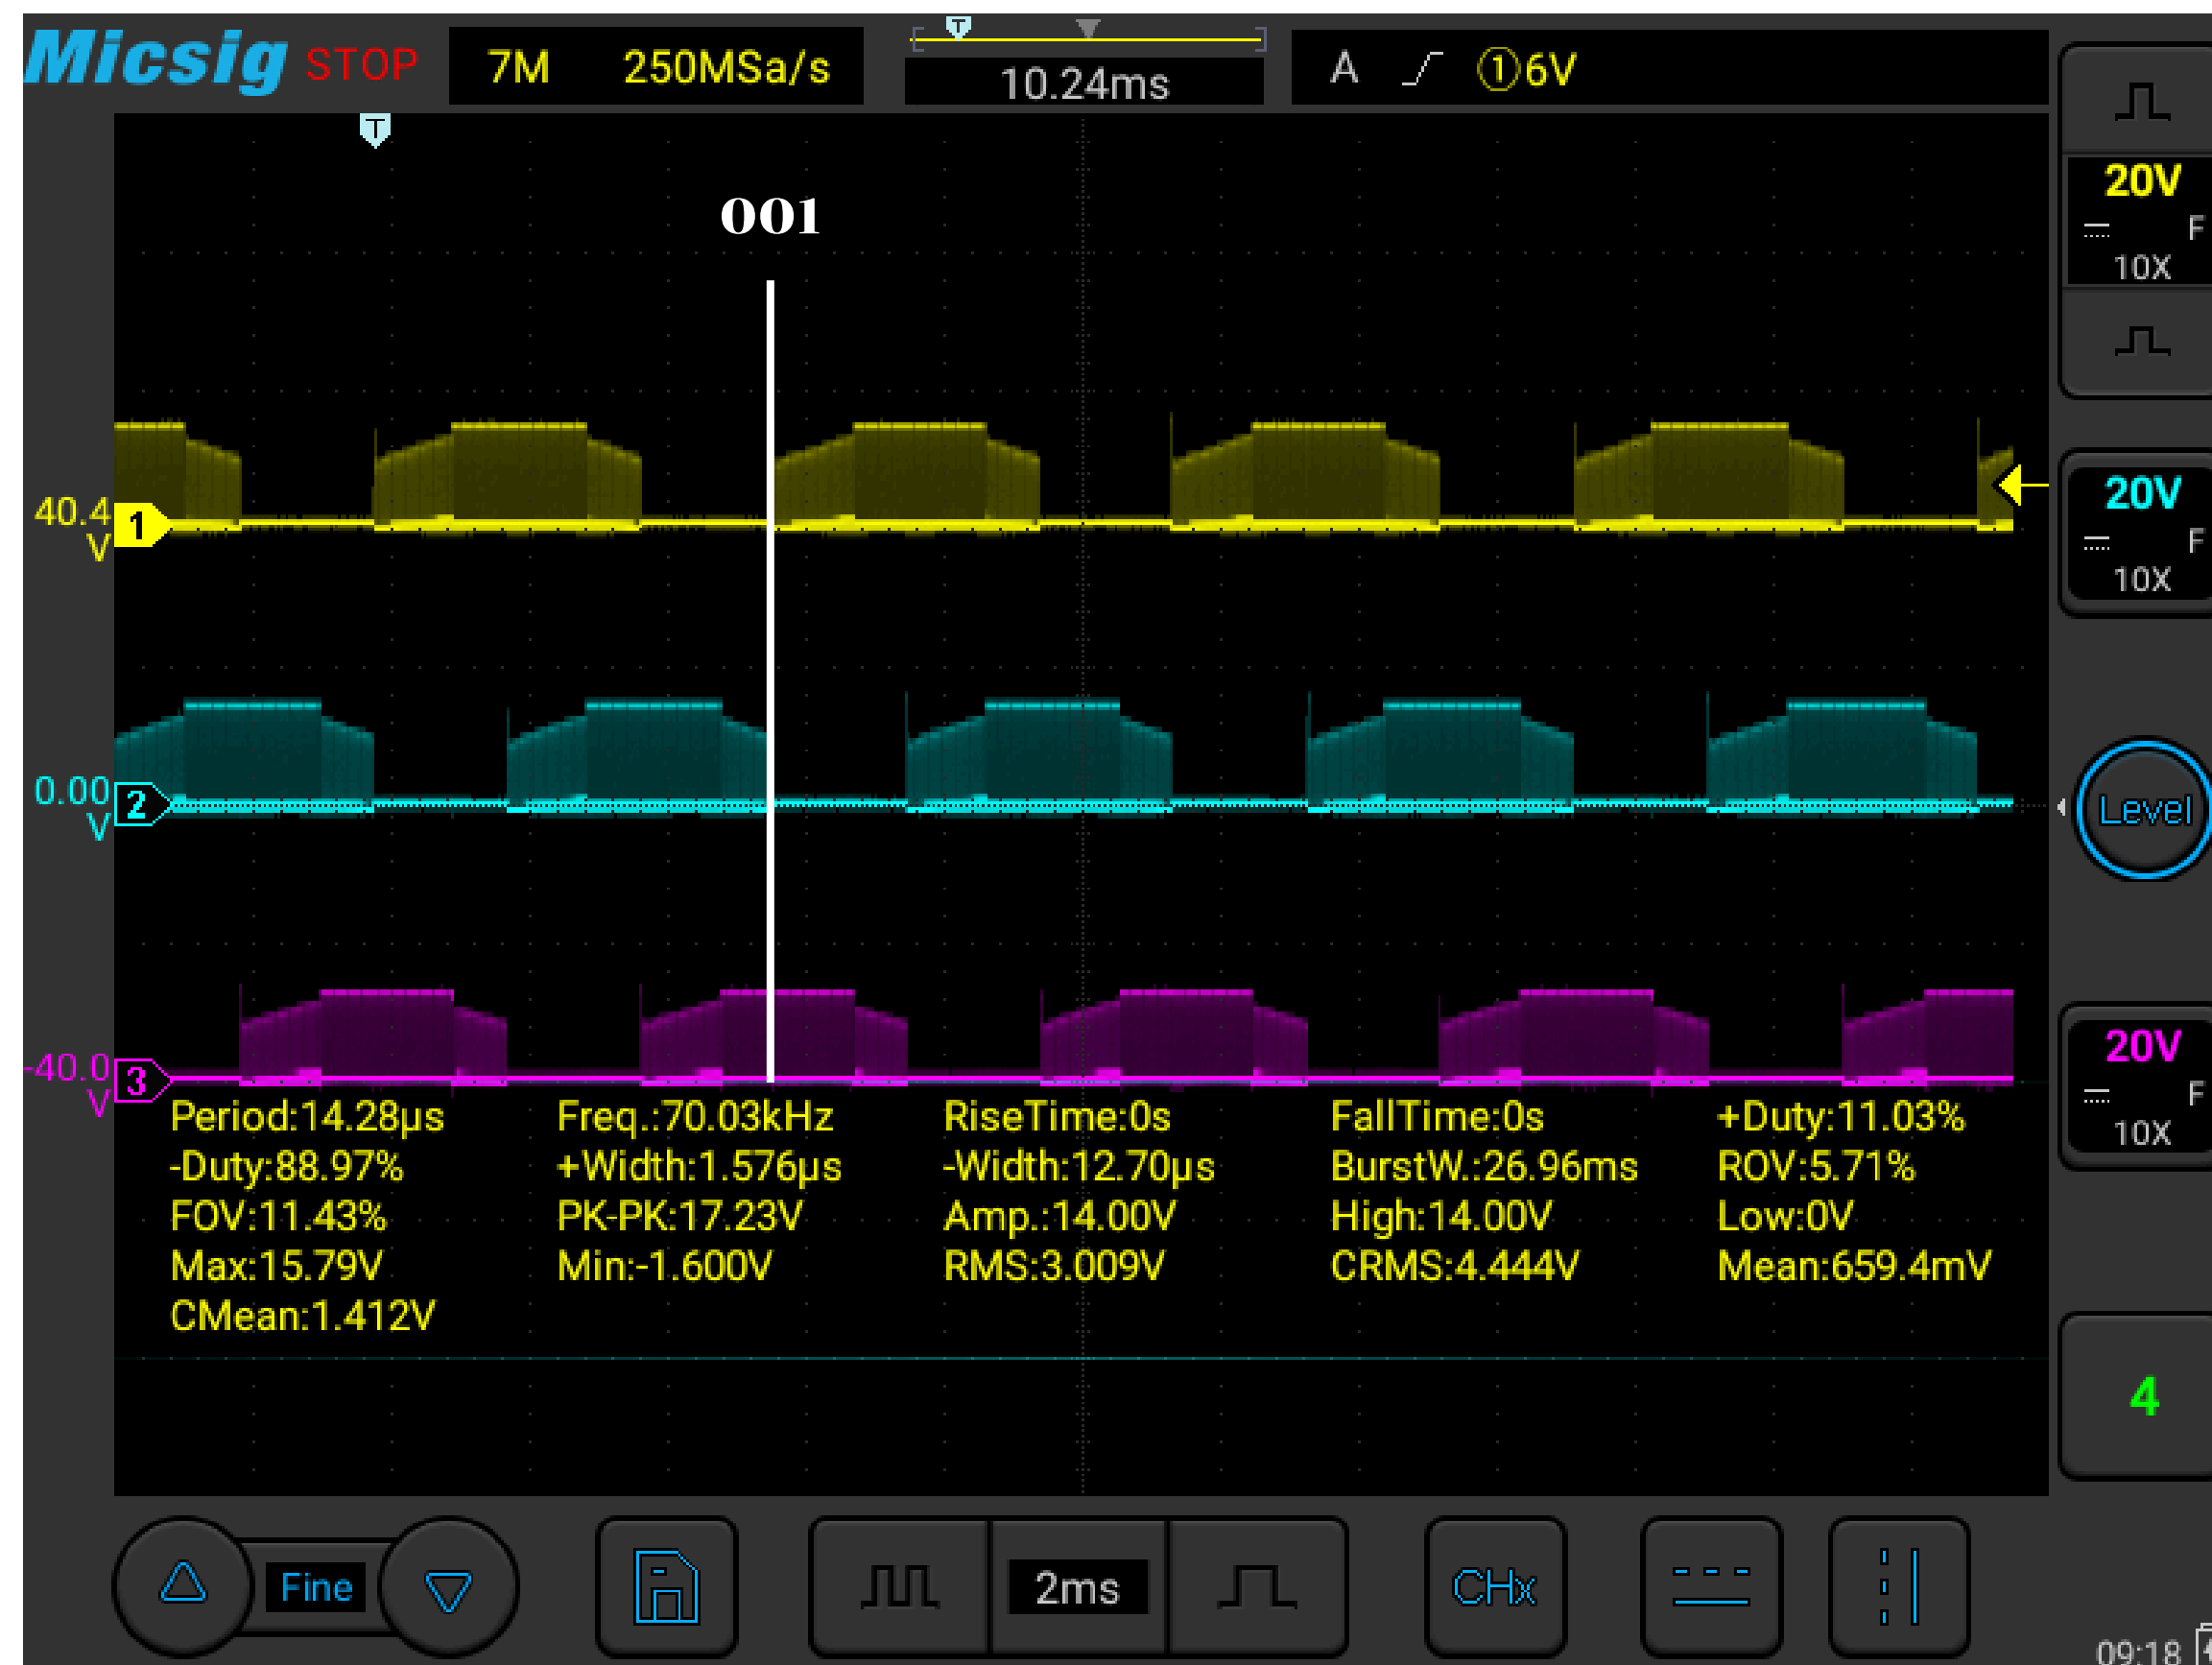 Micsig STOP 7M 250MSa/s T 10.24ms A ①6V
T
001
20V
F
10X
40.4 V 1
20V
F
10X
0.00 V 2
Level
-40.0 V 3
20V
F
10X
Period:14.28µs Freq.:70.03kHz RiseTime:0s FallTime:0s +Duty:11.03%
-Duty:88.97% +Width:1.576µs -Width:12.70µs BurstW.:26.96ms ROV:5.71%
FOV:11.43% PK-PK:17.23V Amp.:14.00V High:14.00V Low:0V
Max:15.79V Min:-1.600V RMS:3.009V CRMS:4.444V Mean:659.4mV
CMean:1.412V
4
Fine 2ms CHx
09:18